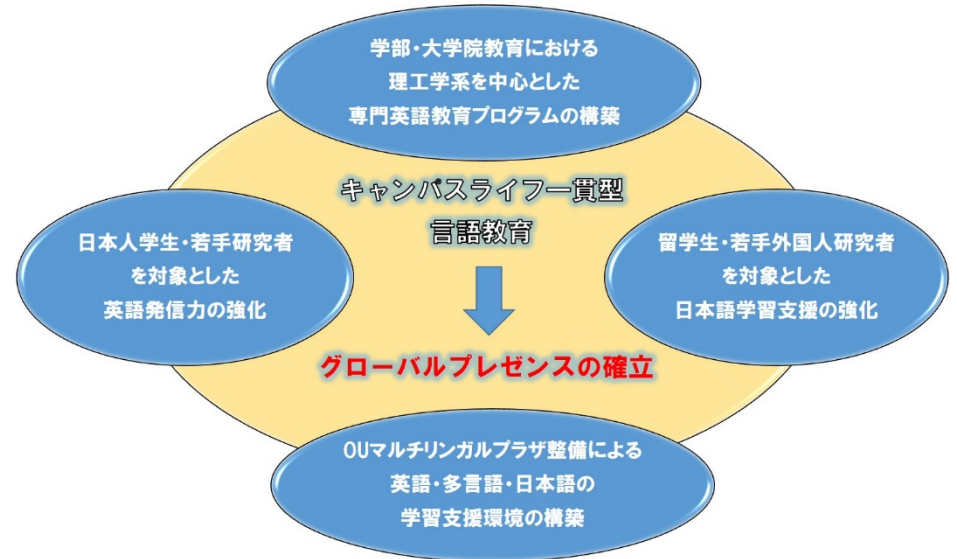 学部・大学院教育における
理工学系を中心とした
専門英語教育プログラムの構築
キャンパスライフ一貫型
言語教育
日本人学生・若手研究者
を対象とした
英語発信力の強化
留学生・若手外国人研究者
を対象とした
日本語学習支援の強化
グローバルプレゼンスの確立
OUマルチリンガルプラザ整備による
英語・多言語・日本語の
学習支援環境の構築